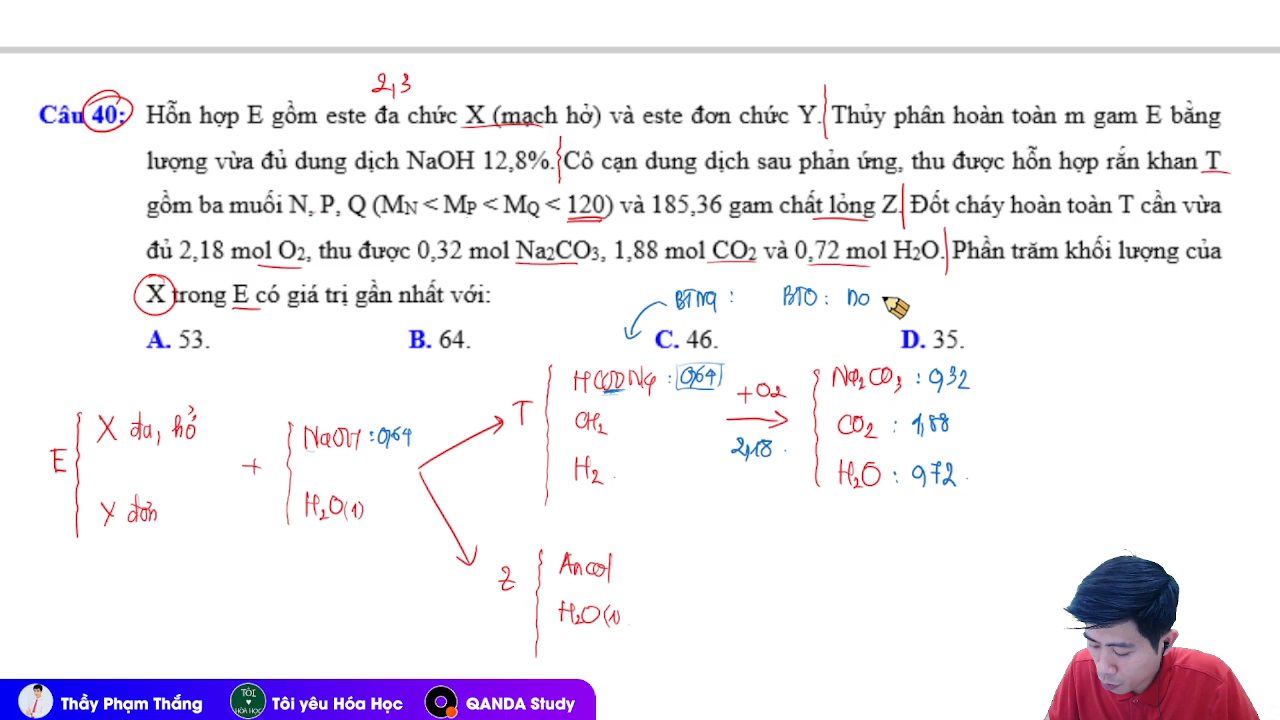 2,3
Câu 40: Hỗn hợp E gồm este đa chức X (mạch hở) và este đơn chức Y. Thủy phân hoàn toàn m gam E bằng
lượng vừa đủ dung dịch NaOH 12,8%. Cô cạn dung dịch sau phản ứng, thu được hỗn hợp rắn khan T
gồm ba muối N, P, Q (MN < MP < MQ < 120) và 185,36 gam chất lỏng Z. Đốt cháy hoàn toàn T cần vừa
đủ 2,18 mol O2, thu được 0,32 mol Na2CO3, 1,88 mol CO2 và 0,72 mol H2O. Phần trăm khối lượng của
X trong E có giá trị gần nhất với:
BTNa : BTO : no
A. 53. B. 64. C. 46. D. 35.
HCOONa : 0,64 +O2 Na2CO3 : 0,32
X đa, hở T CH2 CO2 : 1,88
E + NaOH : 0,64 2,18 .
H2 . H2O : 0,72 .
Y đơn H2O(1)
Z Ancol
H2O(1)
Thầy Phạm Thắng TÔI ♥ HÓA HỌC Tôi yêu Hóa Học QANDA Study